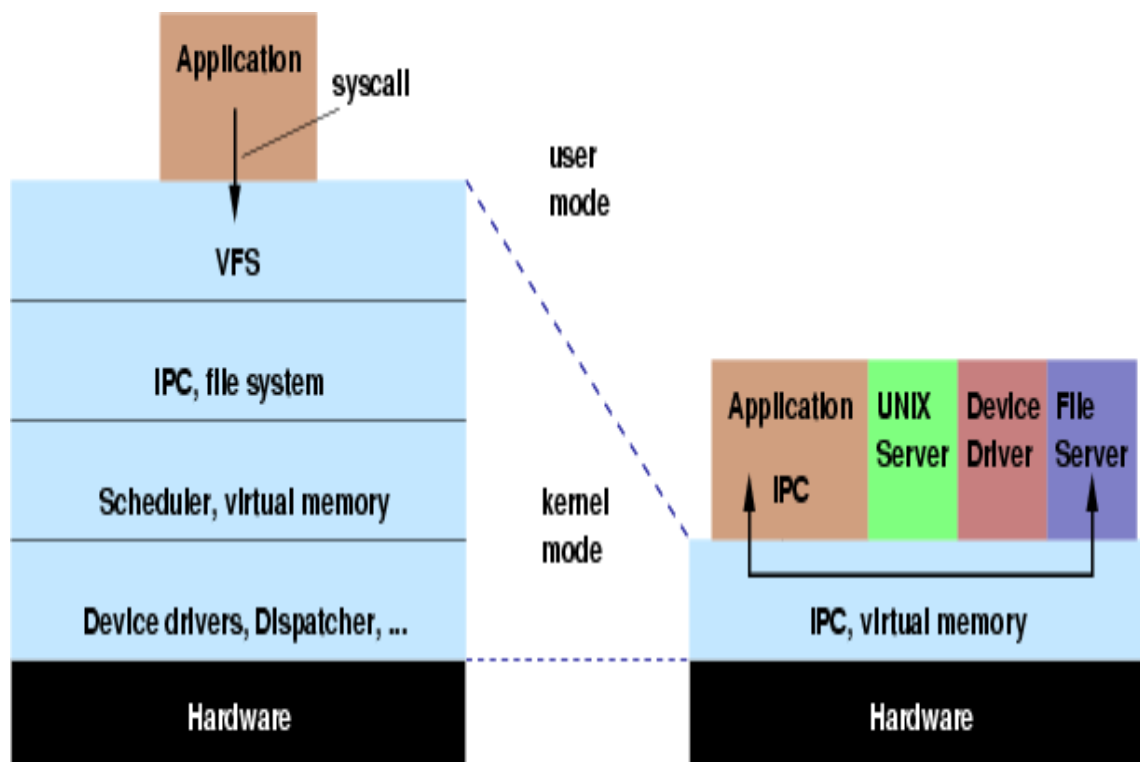 Application
syscall
VFS
IPC, file system
Scheduler, virtual memory
Device drivers, Dispatcher, ...
Hardware
user
mode
kernel
mode
Application
IPC
UNIX
Server
Device
Driver
File
Server
IPC, virtual memory
Hardware